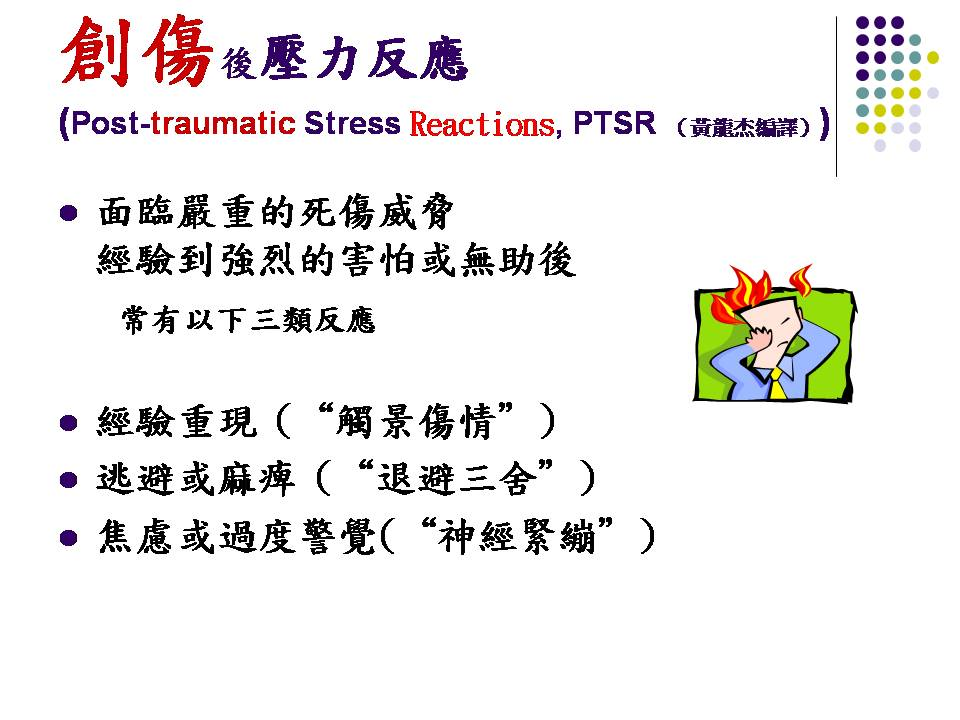 創傷後壓力反應
(Post-traumatic Stress Reactions, PTSR （黃龍杰編譯）)
面臨嚴重的死傷威脅
經驗到強烈的害怕或無助後
常有以下三類反應
經驗重現（“觸景傷情”）
逃避或麻痺（“退避三舍”）
焦慮或過度警覺(“神經緊繃”)